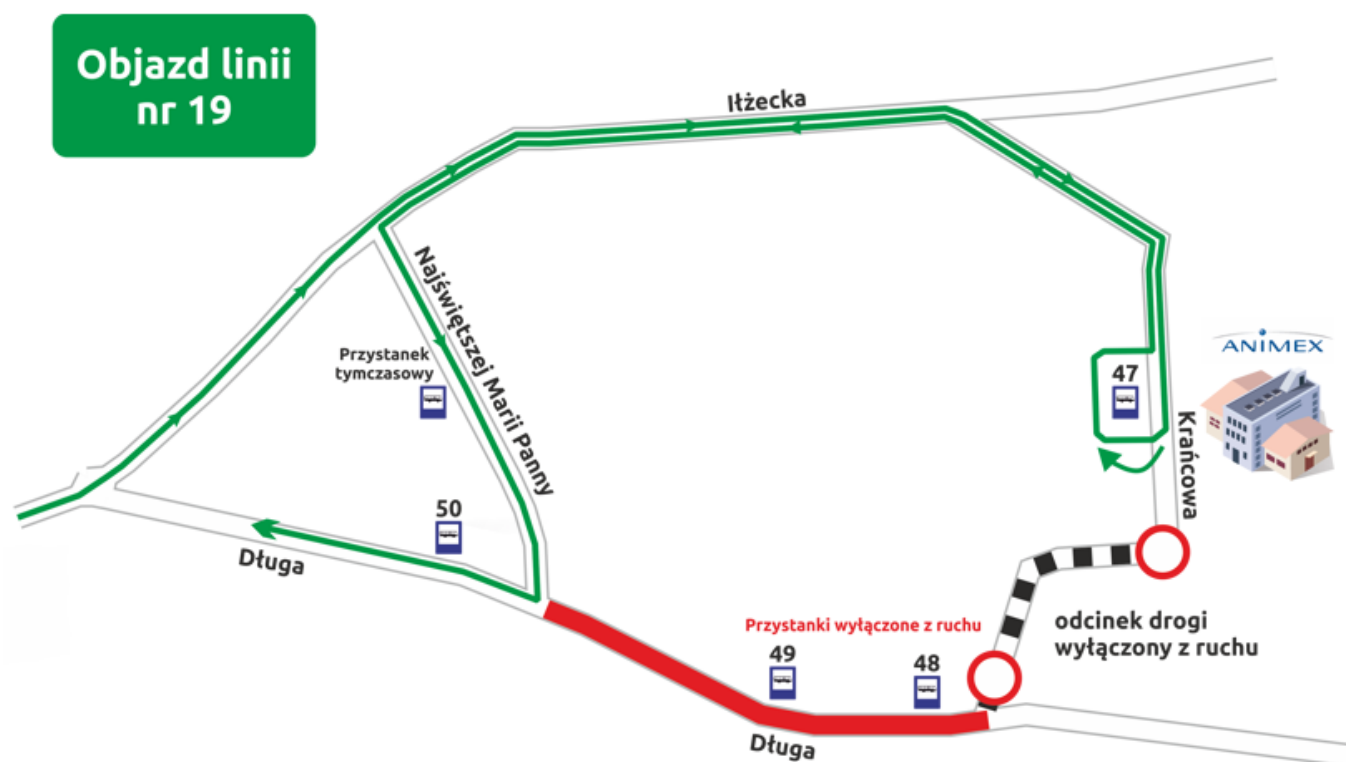 Objazd linii
nr 19
Iłżecka
Najświętszej Marii Panny
Przystanek
tymczasowy
ANIMEX
47
Krańcowa
50
Długa
Przystanki wyłączone z ruchu
odcinek drogi
wyłączony z ruchu
49
48
Długa